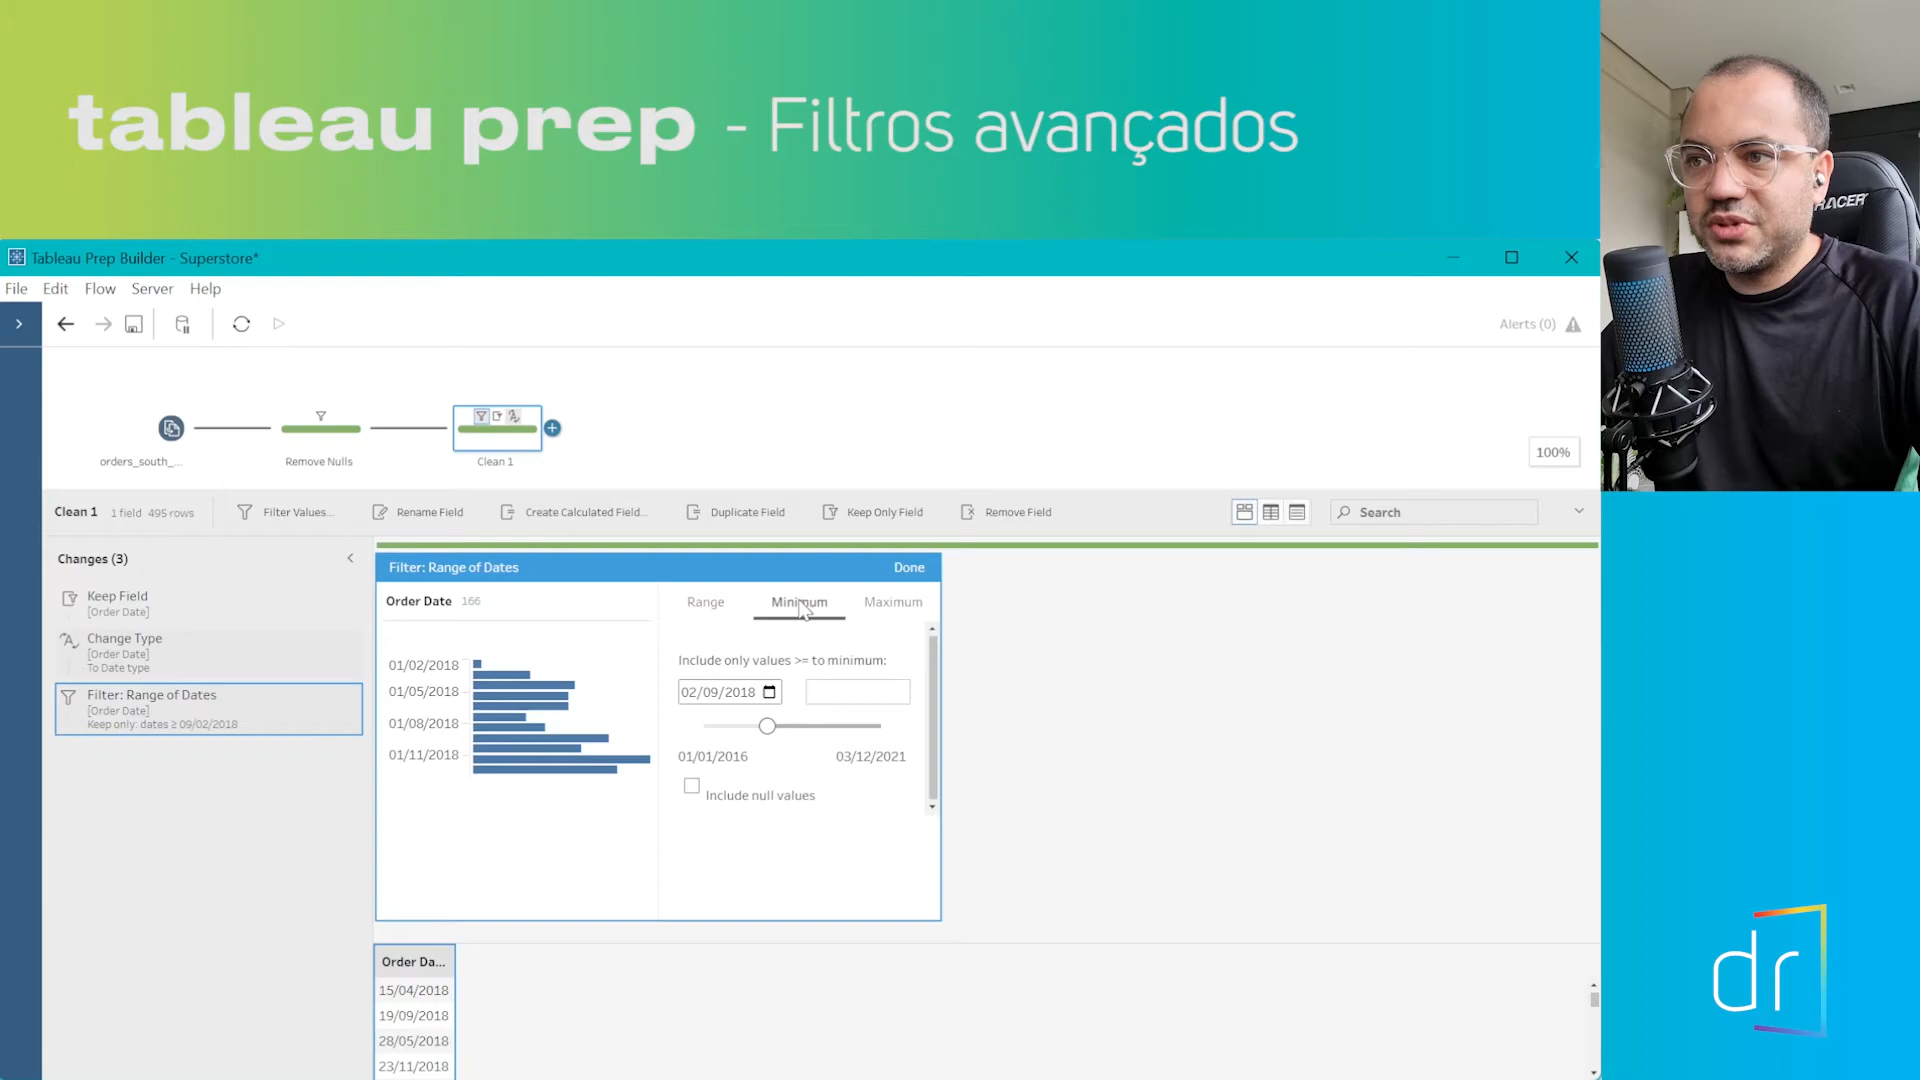 tableau prep - Filtros avançados
RACER
Tableau Prep Builder - Superstore*
File Edit Flow Server Help
Alerts (0)
orders_south_...
Remove Nulls
Clean 1
100%
Clean 1 1 field 495 rows
Filter Values...
Rename Field
Create Calculated Field...
Duplicate Field
Keep Only Field
Remove Field
Search
Changes (3)
Keep Field
[Order Date]
Change Type
[Order Date]
To Date type
Filter: Range of Dates
[Order Date]
Keep only: dates ≥ 09/02/2018
Filter: Range of Dates
Done
Order Date 166
01/02/2018
01/05/2018
01/08/2018
01/11/2018
Range Minimum Maximum
Include only values >= to minimum:
02/09/2018
01/01/2016 03/12/2021
Include null values
Order Da...
15/04/2018
19/09/2018
28/05/2018
23/11/2018
dr